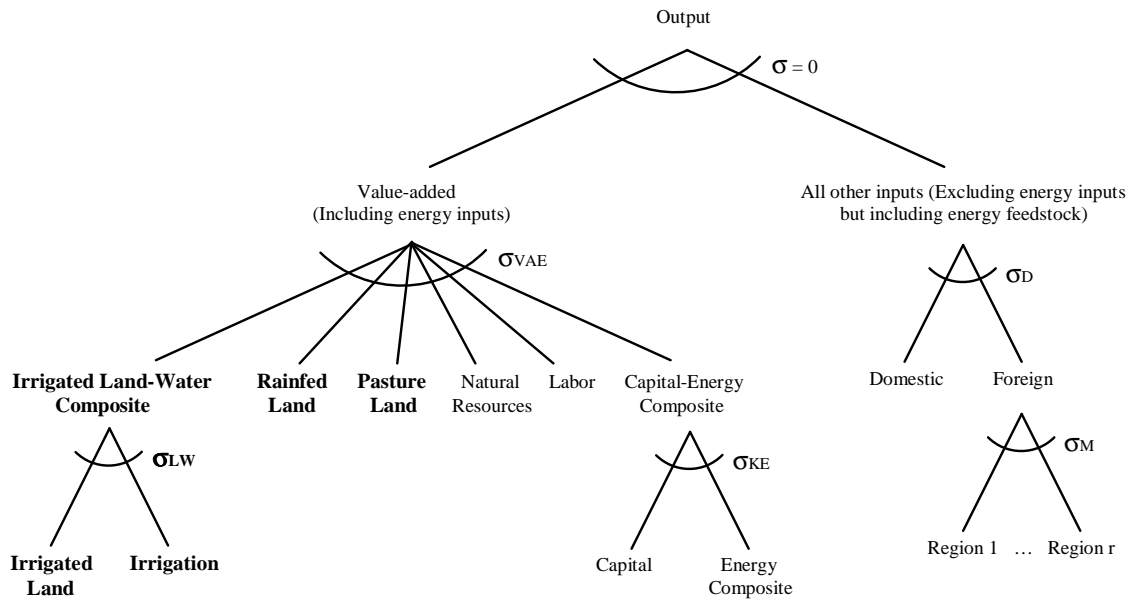 Output
σ = 0
Value-added
(Including energy inputs)
All other inputs (Excluding energy inputs
but including energy feedstock)
σVAE
σD
Irrigated Land-Water
Composite
Rainfed
Land
Pasture
Land
Natural
Resources
Labor
Capital-Energy
Composite
Domestic
Foreign
σLW
σKE
σM
Irrigated
Land
Irrigation
Capital
Energy
Composite
Region 1 … Region r